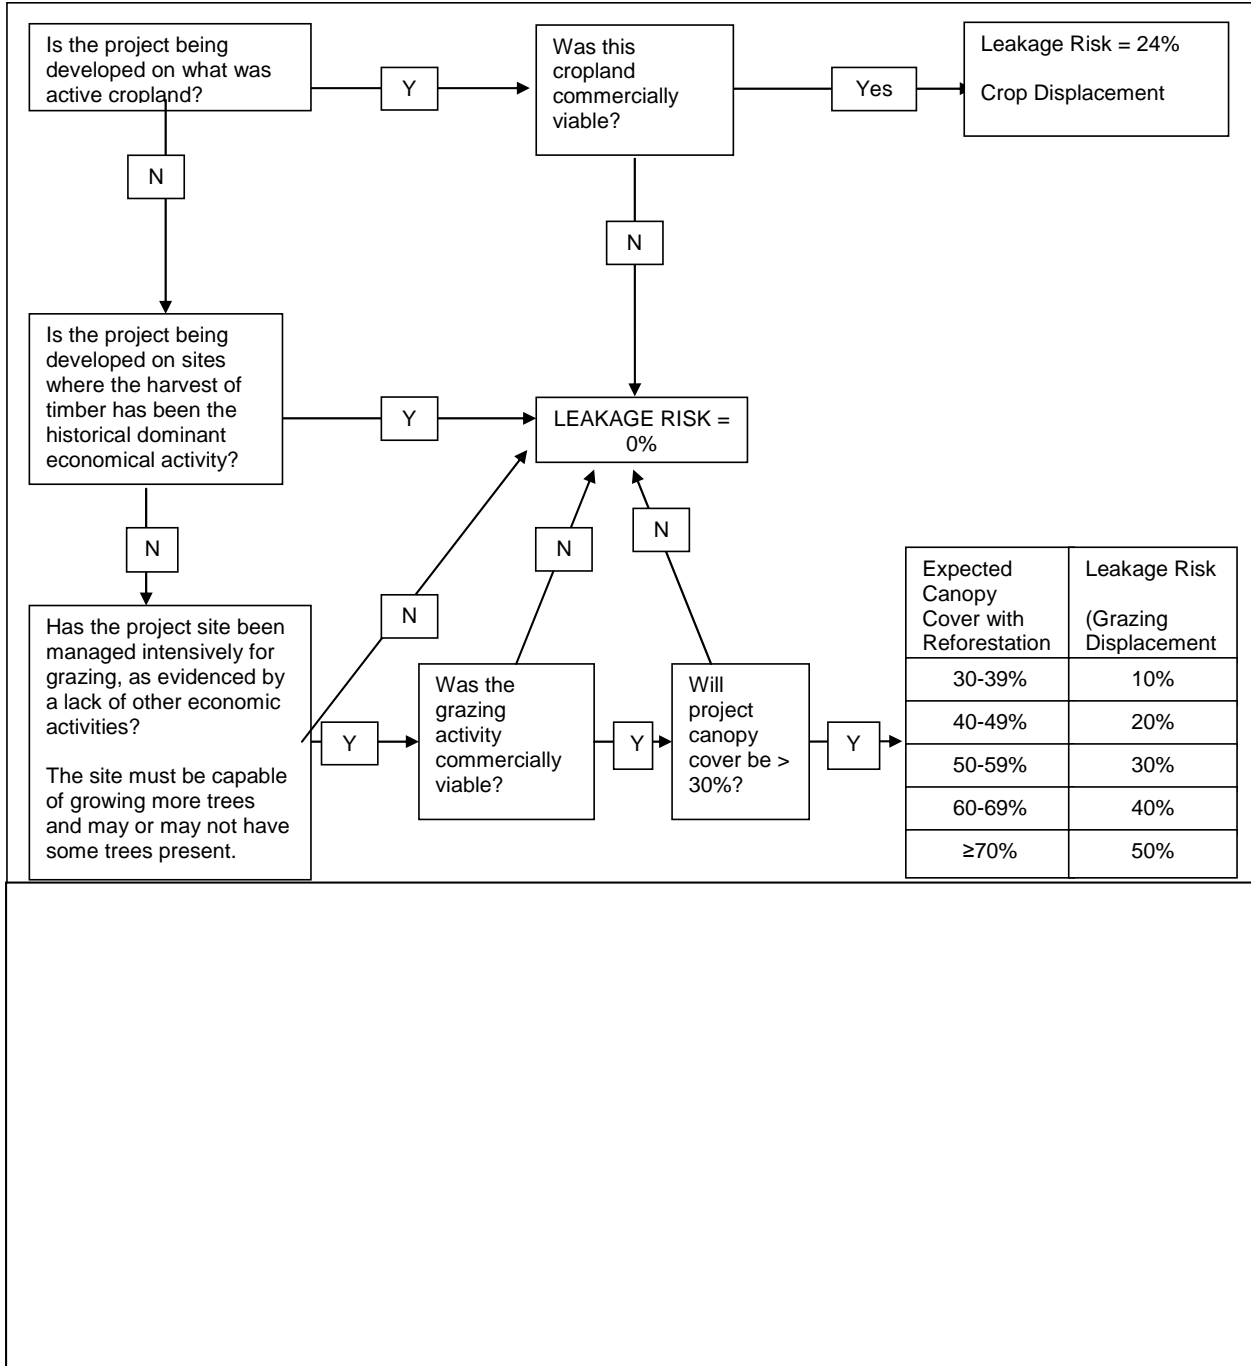 Is the project being
developed on what was
active cropland?
Y
Was this
cropland
commercially
viable?
Yes
Leakage Risk = 24%
Crop Displacement
N
N
Is the project being
developed on sites
where the harvest of
timber has been the
historical dominant
economical activity?
Y
LEAKAGE RISK =
0%
N
N
N
N
Has the project site been
managed intensively for
grazing, as evidenced by
a lack of other economic
activities?
The site must be capable
of growing more trees
and may or may not have
some trees present.
Y
Was the
grazing
activity
commercially
viable?
Y
Will
project
canopy
cover be >
30%?
Y
Expected
Canopy
Cover with
Reforestation
Leakage Risk
(Grazing
Displacement
30-39% 10%
40-49% 20%
50-59% 30%
60-69% 40%
≥70% 50%